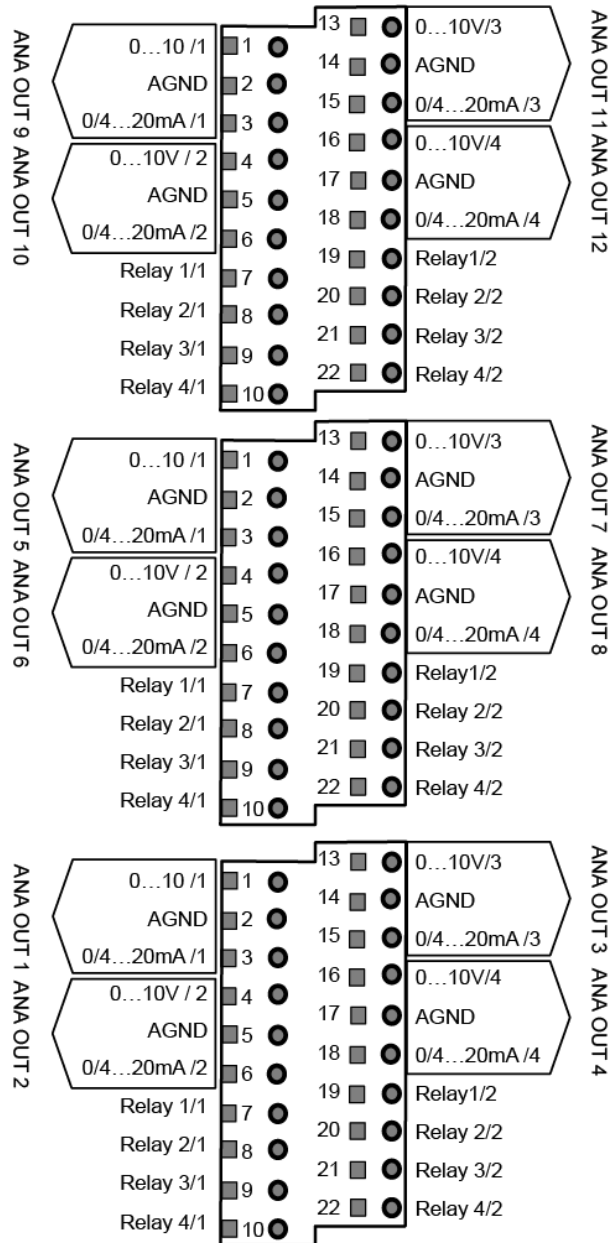 ANA OUT 9 ANA OUT 10
0...10 /1
AGND
0/4...20mA /1
0...10V / 2
AGND
0/4...20mA /2
Relay 1/1
Relay 2/1
Relay 3/1
Relay 4/1
1
2
3
4
5
6
7
8
9
10
13
14
15
16
17
18
19
20
21
22
0...10V/3
AGND
0/4...20mA /3
0...10V/4
AGND
0/4...20mA /4
Relay1/2
Relay 2/2
Relay 3/2
Relay 4/2
ANA OUT 11 ANA OUT 12
ANA OUT 5 ANA OUT 6
0...10 /1
AGND
0/4...20mA /1
0...10V / 2
AGND
0/4...20mA /2
Relay 1/1
Relay 2/1
Relay 3/1
Relay 4/1
1
2
3
4
5
6
7
8
9
10
13
14
15
16
17
18
19
20
21
22
0...10V/3
AGND
0/4...20mA /3
0...10V/4
AGND
0/4...20mA /4
Relay1/2
Relay 2/2
Relay 3/2
Relay 4/2
ANA OUT 7 ANA OUT 8
ANA OUT 1 ANA OUT 2
0...10 /1
AGND
0/4...20mA /1
0...10V / 2
AGND
0/4...20mA /2
Relay 1/1
Relay 2/1
Relay 3/1
Relay 4/1
1
2
3
4
5
6
7
8
9
10
13
14
15
16
17
18
19
20
21
22
0...10V/3
AGND
0/4...20mA /3
0...10V/4
AGND
0/4...20mA /4
Relay1/2
Relay 2/2
Relay 3/2
Relay 4/2
ANA OUT 3 ANA OUT 4